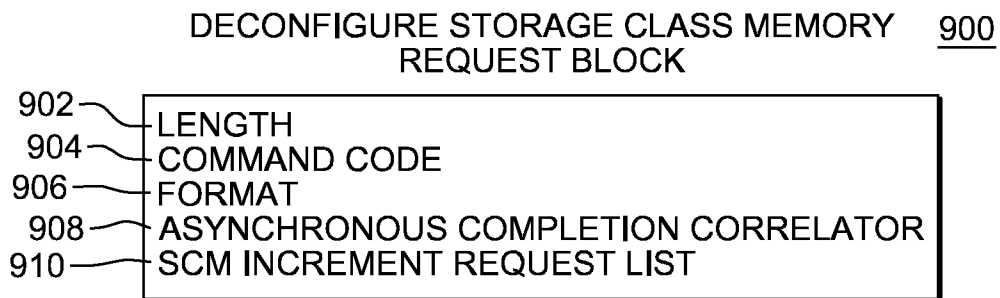 DECONFIGURE STORAGE CLASS MEMORY 900
REQUEST BLOCK
902 LENGTH
904 COMMAND CODE
906 FORMAT
908 ASYNCHRONOUS COMPLETION CORRELATOR
910 SCM INCREMENT REQUEST LIST